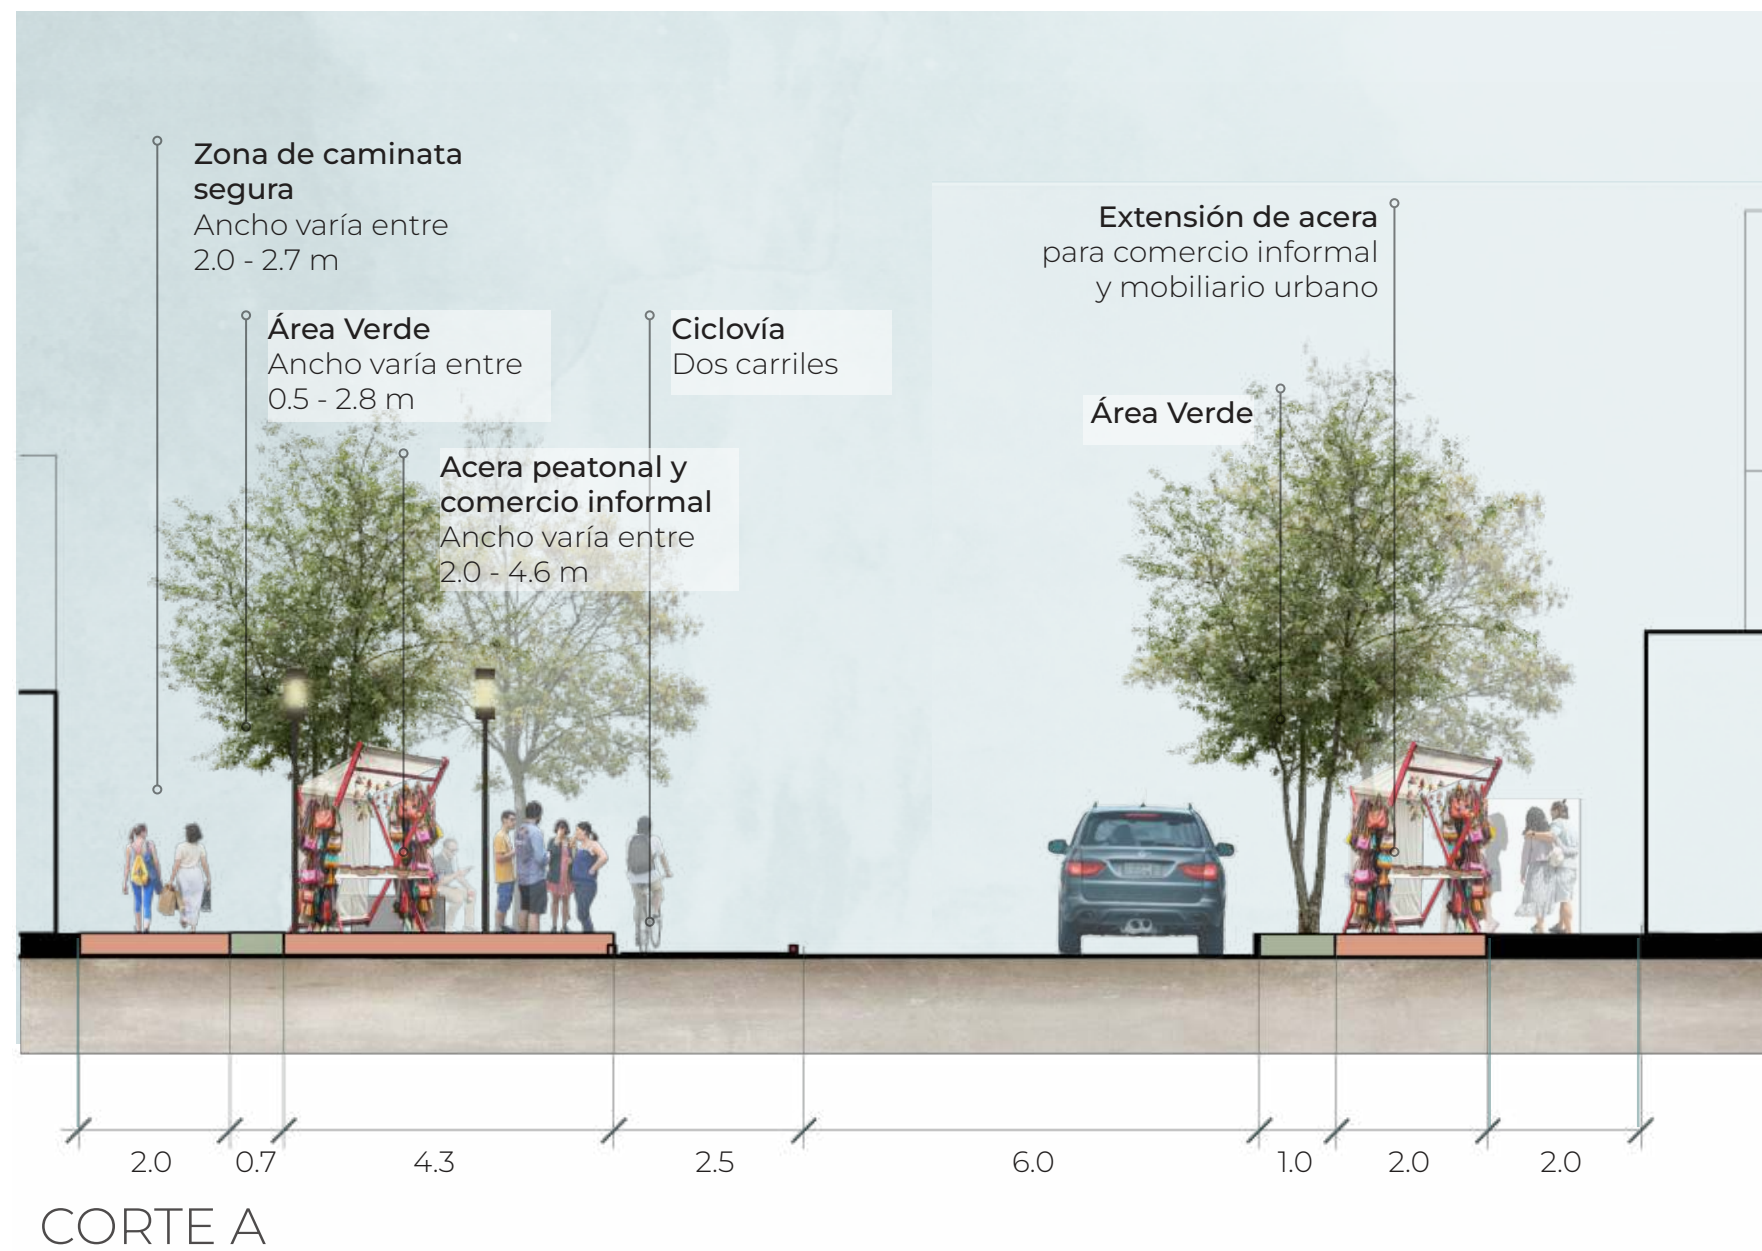 Zona de caminata
segura
Ancho varía entre
2.0 - 2.7 m
Extensión de acera
para comercio informal
y mobiliario urbano
Área Verde
Ancho varía entre
0.5 - 2.8 m
Ciclovía
Dos carriles
Área Verde
Acera peatonal y
comercio informal
Ancho varía entre
2.0 - 4.6 m
2.0 0.7 4.3 2.5 6.0 1.0 2.0 2.0
CORTE A